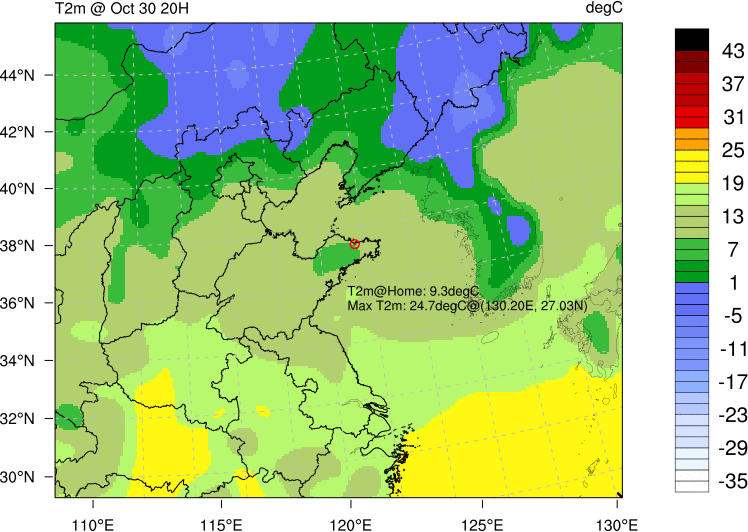 T2m @ Oct 30 20H
degC
44°N
42°N
40°N
38°N
36°N
34°N
32°N
30°N
T2m@Home: 9.3degC
Max T2m: 24.7degC@(130.20E, 27.03N)
110°E
115°E
120°E
125°E
130°E
43
37
31
25
19
13
7
1
-5
-11
-17
-23
-29
-35